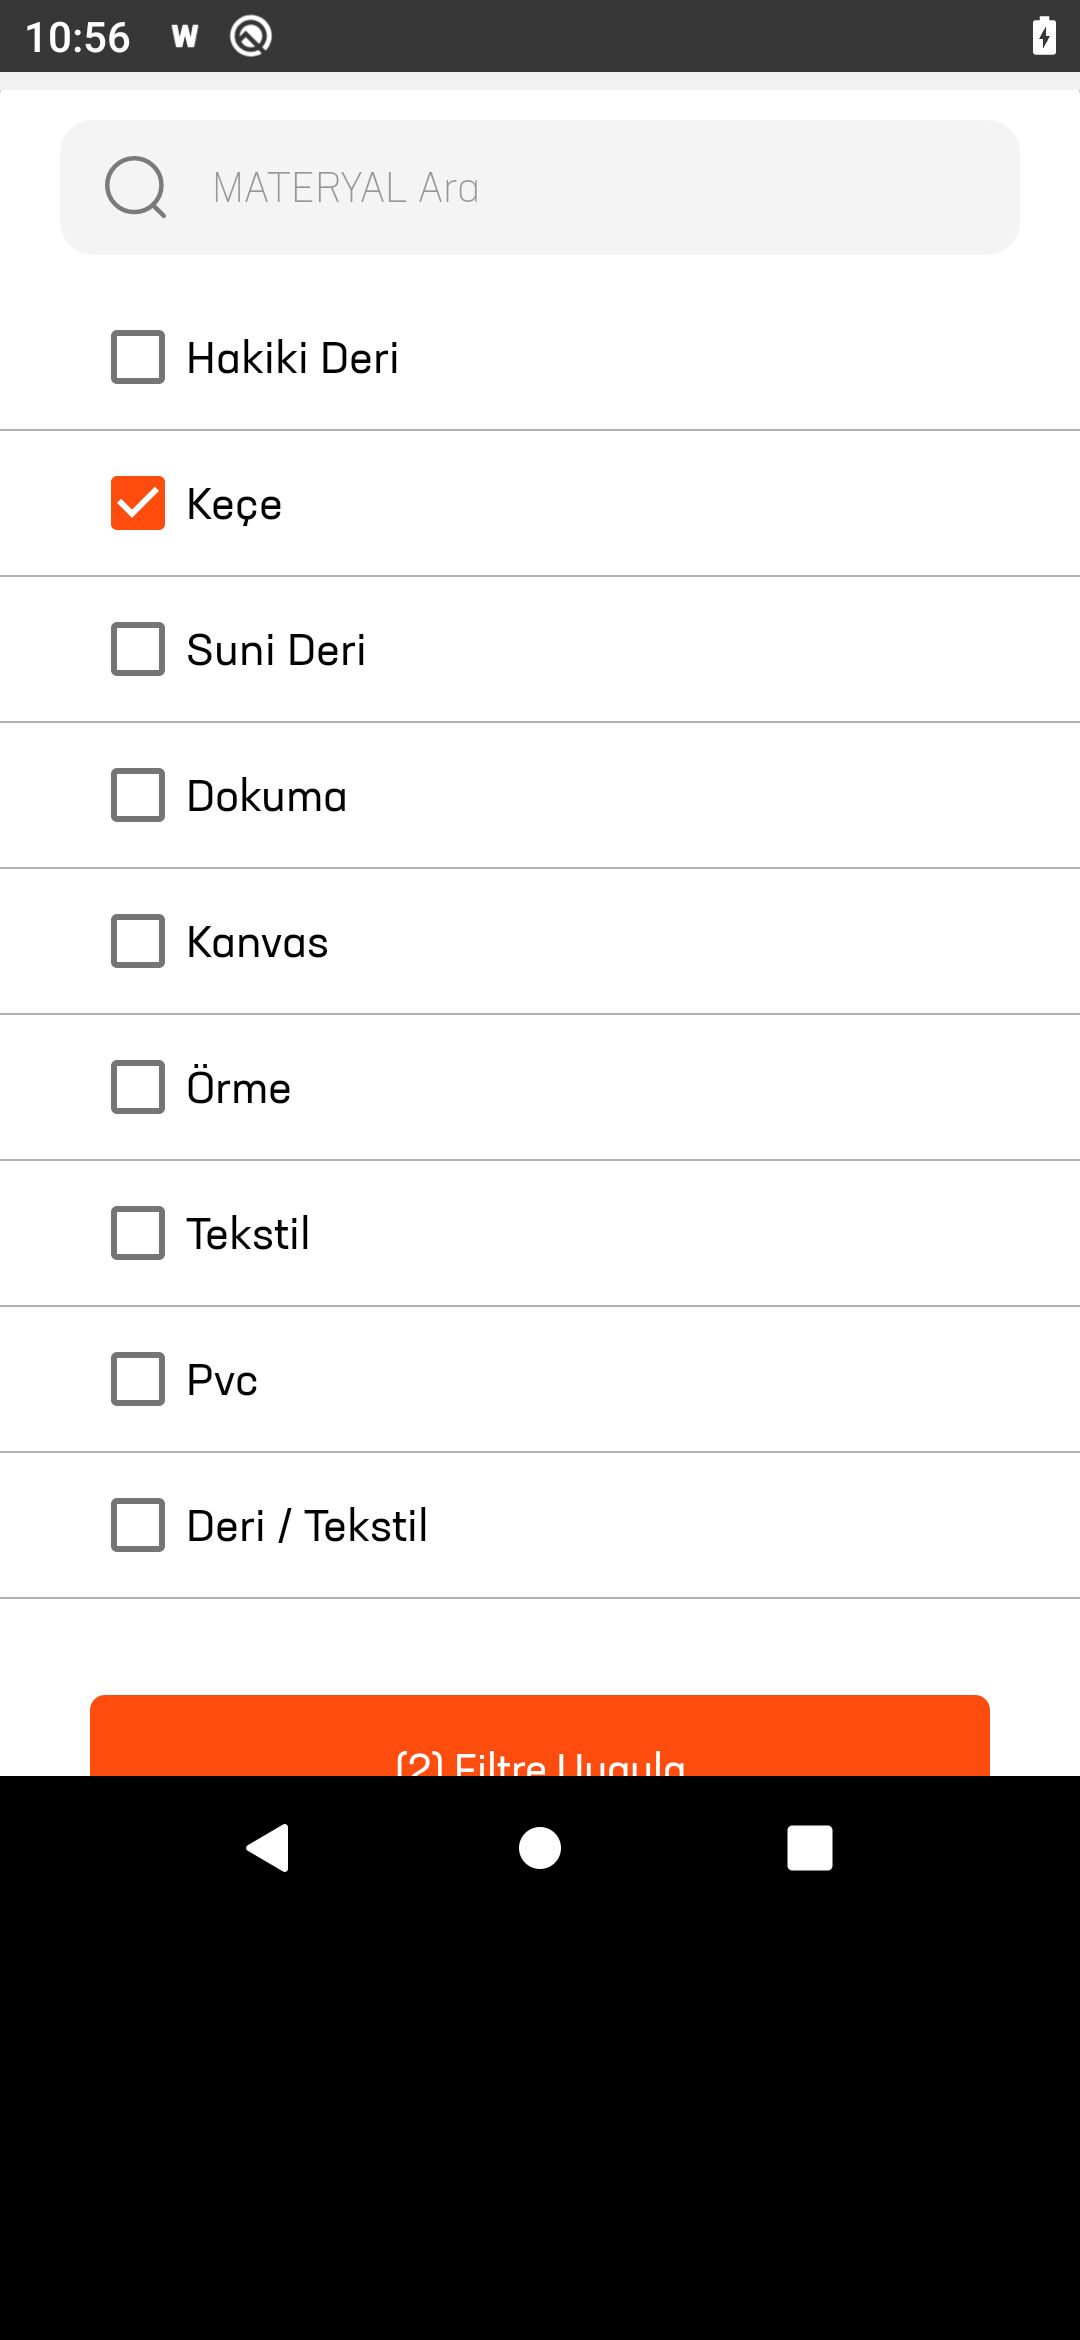 10:56 W
MATERYAL Ara
Hakiki Deri
Keçe
Suni Deri
Dokuma
Kanvas
Örme
Tekstil
Pvc
Deri / Tekstil
(2) Filtre Uygula